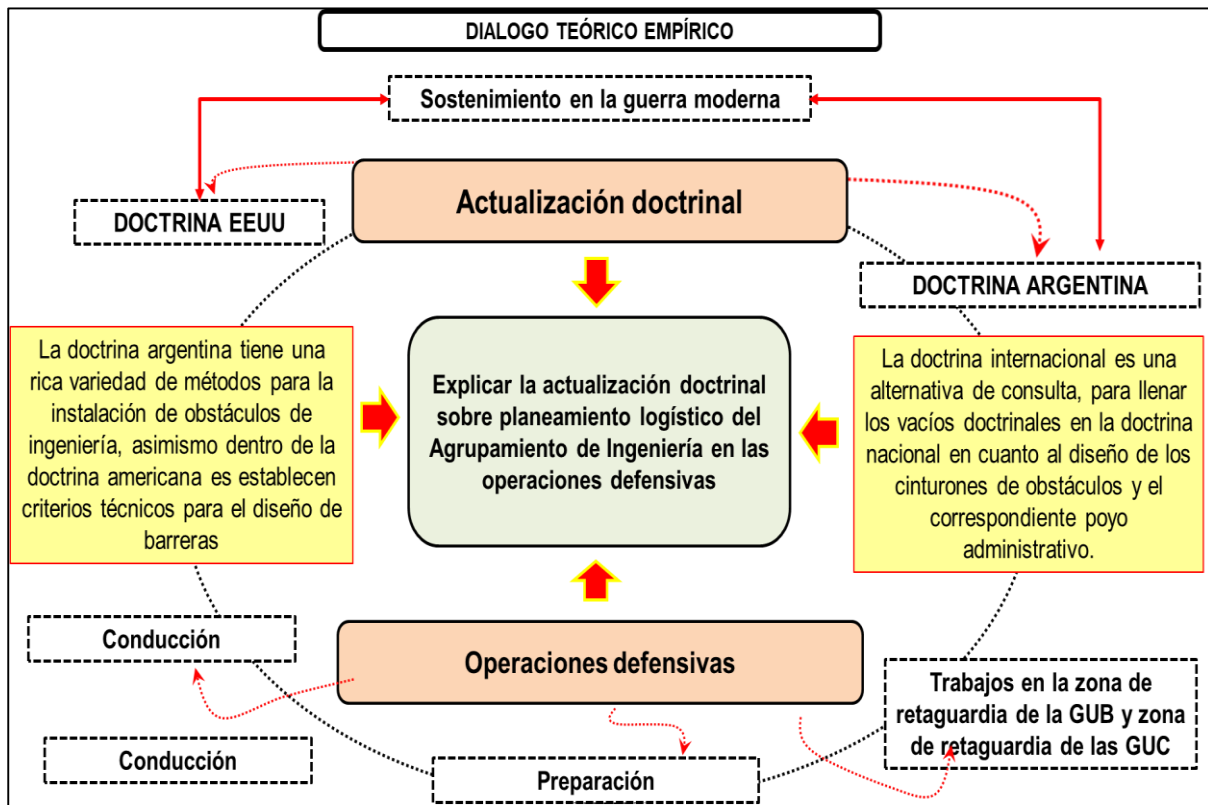 DIALOGO TEÓRICO EMPÍRICO
Sostenimiento en la guerra moderna
Actualización doctrinal
DOCTRINA EEUU
DOCTRINA ARGENTINA
La doctrina argentina tiene una
rica variedad de métodos para la
instalación de obstáculos de
ingeniería, asimismo dentro de la
doctrina americana es establecen
criterios técnicos para el diseño de
barreras
Explicar la actualización doctrinal
sobre planeamiento logístico del
Agrupamiento de Ingeniería en las
operaciones defensivas
La doctrina internacional es una
alternativa de consulta, para llenar
los vacíos doctrinales en la doctrina
nacional en cuanto al diseño de los
cinturones de obstáculos y el
correspondiente poyo
administrativo.
Conducción
Operaciones defensivas
Trabajos en la zona de
retaguardia de la GUB y zona
de retaguardia de las GUC
Conducción
Preparación